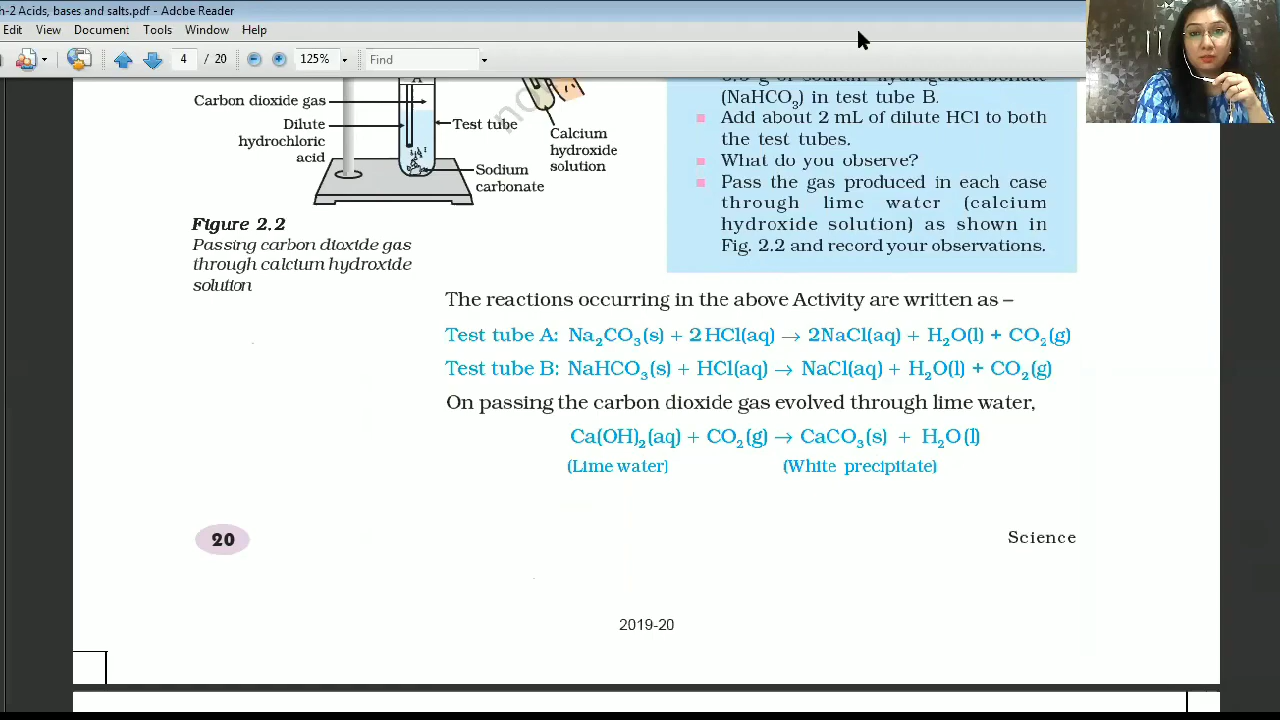 h-2 Acids, bases and salts.pdf - Adobe Reader
Edit View Document Tools Window Help
4 / 20 125% Find
A
Carbon dioxide gas
Dilute
hydrochloric
acid
Test tube
Calcium
hydroxide
solution
Sodium
carbonate
no
Figure 2.2
Passing carbon dioxide gas
through calcium hydroxide
solution
g of sodium hydrogencarbonate
(NaHCO₃) in test tube B.
■ Add about 2 mL of dilute HCl to both
the test tubes.
■ What do you observe?
■ Pass the gas produced in each case
through lime water (calcium
hydroxide solution) as shown in
Fig. 2.2 and record your observations.
The reactions occurring in the above Activity are written as –
Test tube A: Na₂CO₃(s) + 2HCl(aq) → 2NaCl(aq) + H₂O(l) + CO₂(g)
Test tube B: NaHCO₃(s) + HCl(aq) → NaCl(aq) + H₂O(l) + CO₂(g)
On passing the carbon dioxide gas evolved through lime water,
Ca(OH)₂(aq) + CO₂(g) → CaCO₃(s) + H₂O(l)
(Lime water) (White precipitate)
20
Science
2019-20